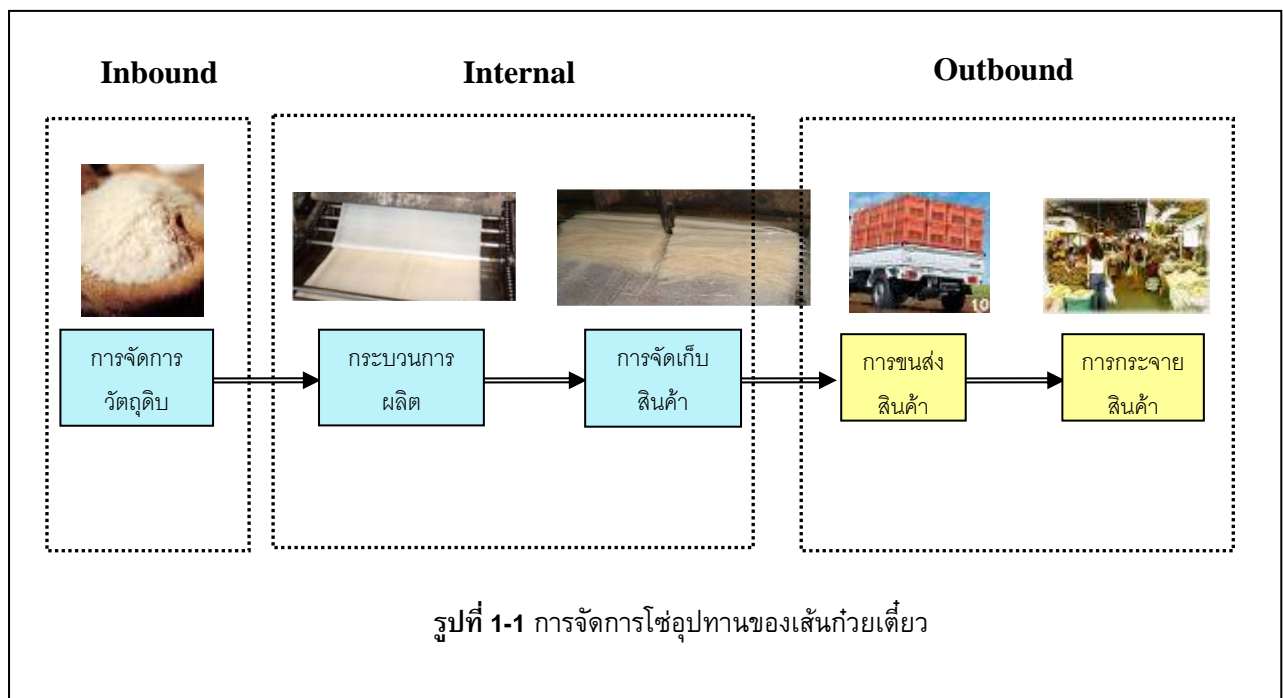 Inbound
Internal
Outbound
10
การจัดการ
วัตถุดิบ
กระบวนการ
ผลิต
การจัดเก็บ
สินค้า
การขนส่ง
สินค้า
การกระจาย
สินค้า
รูปที่ 1-1 การจัดการโซ่อุปทานของเส้นก๋วยเตี๋ยว